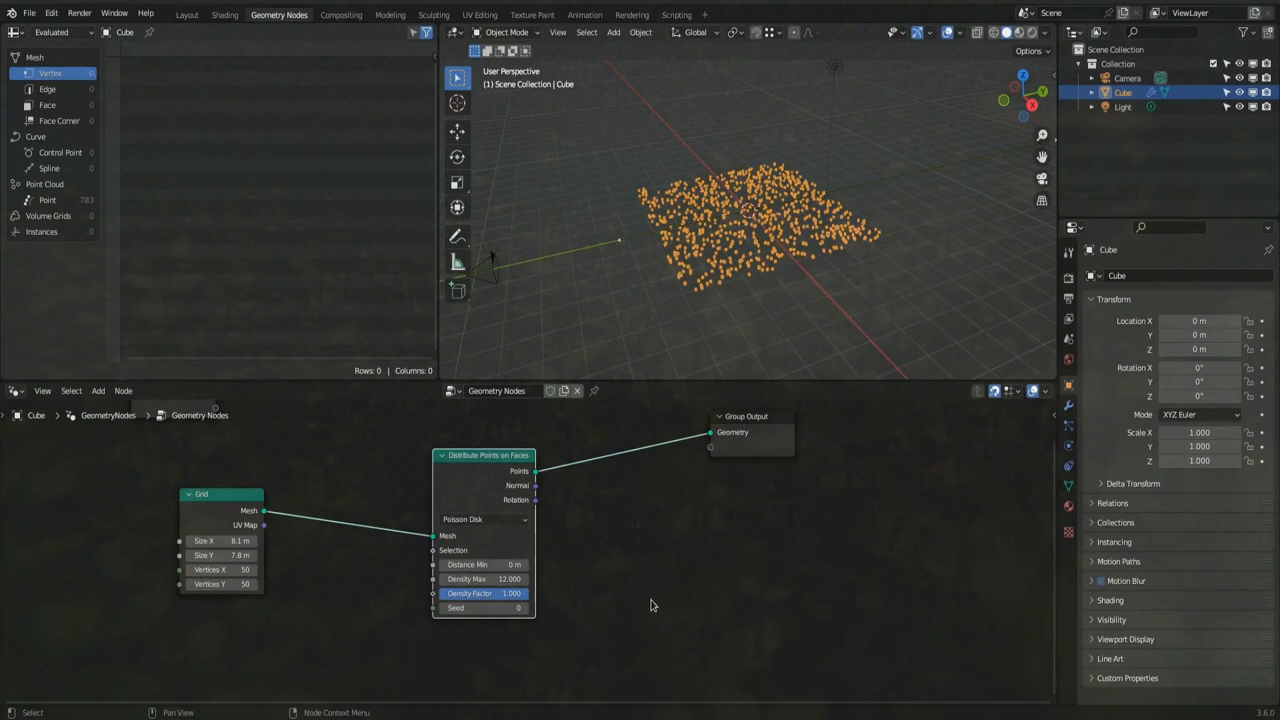 File Edit Render Window Help Layout Shading Geometry Nodes Compositing Modeling Sculpting UV Editing Texture Paint Animation Rendering Scripting + Scene ViewLayer
Evaluated Cube
Mesh
Vertex 0
Edge 0
Face 0
Face Corner 0
Curve
Control Point 0
Spline 0
Point Cloud
Point 783
Volume Grids 0
Instances 0
Rows: 0 | Columns: 0
Object Mode View Select Add Object Global
Options
User Perspective
(1) Scene Collection | Cube
Z
Y
X
Scene Collection
Collection
Camera
Cube
Light
Cube
Cube
Transform
Location X 0 m
Y 0 m
Z 0 m
Rotation X 0°
Y 0°
Z 0°
Mode XYZ Euler
Scale X 1.000
Y 1.000
Z 1.000
Delta Transform
Relations
Collections
Instancing
Motion Paths
Motion Blur
Shading
Visibility
Viewport Display
Line Art
Custom Properties
View Select Add Node Geometry Nodes
Cube > GeometryNodes > Geometry Nodes
Grid
Mesh
UV Map
Size X 8.1 m
Size Y 7.8 m
Vertices X 50
Vertices Y 50
Distribute Points on Faces
Points
Normal
Rotation
Poisson Disk
Mesh
Selection
Distance Min 0 m
Density Max 12.000
Density Factor 1.000
Seed 0
Group Output
Geometry
Select Pan View Node Context Menu 3.6.0